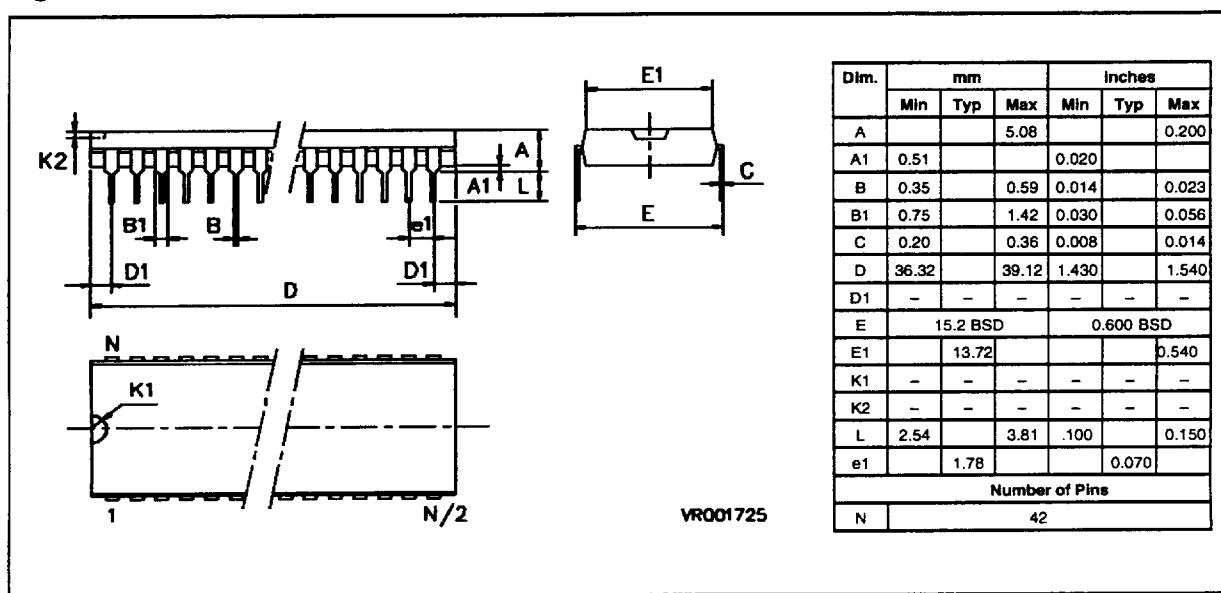 E1
K2
A
A1
L
C
B1
B
e1
E
D1
D1
D
N
K1
1
N/2
VR001725
Dim. mm inches
Min Typ Max Min Typ Max
A 5.08 0.200
A1 0.51 0.020
B 0.35 0.59 0.014 0.023
B1 0.75 1.42 0.030 0.056
C 0.20 0.36 0.008 0.014
D 36.32 39.12 1.430 1.540
D1 – – – – – –
E 15.2 BSD 0.600 BSD
E1 13.72 0.540
K1 – – – – – –
K2 – – – – – –
L 2.54 3.81 .100 0.150
e1 1.78 0.070
Number of Pins
N 42